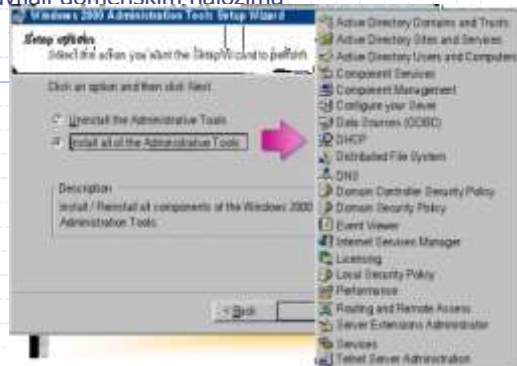 domenskim nalozima
Windows 2000 Administration Tools Setup Wizard
Setup options
Select the action you want the Setup Wizard to perform.
Click an option and then click Next.
Uninstall the Administrative Tools
Install all of the Administrative Tools
Description
Install / Reinstall all components of the Windows 2000
Administration Tools.
< Back
Active Directory Domains and Trusts
Active Directory Sites and Services
Active Directory Users and Computers
Component Services
Component Management
Configure your Server
Data Sources (ODBC)
DHCP
Distributed File System
DNS
Domain Controller Security Policy
Domain Security Policy
Event Viewer
Internet Services Manager
Licensing
Local Security Policy
Performance
Routing and Remote Access
Server Extensions Administrator
Services
Telnet Server Administration